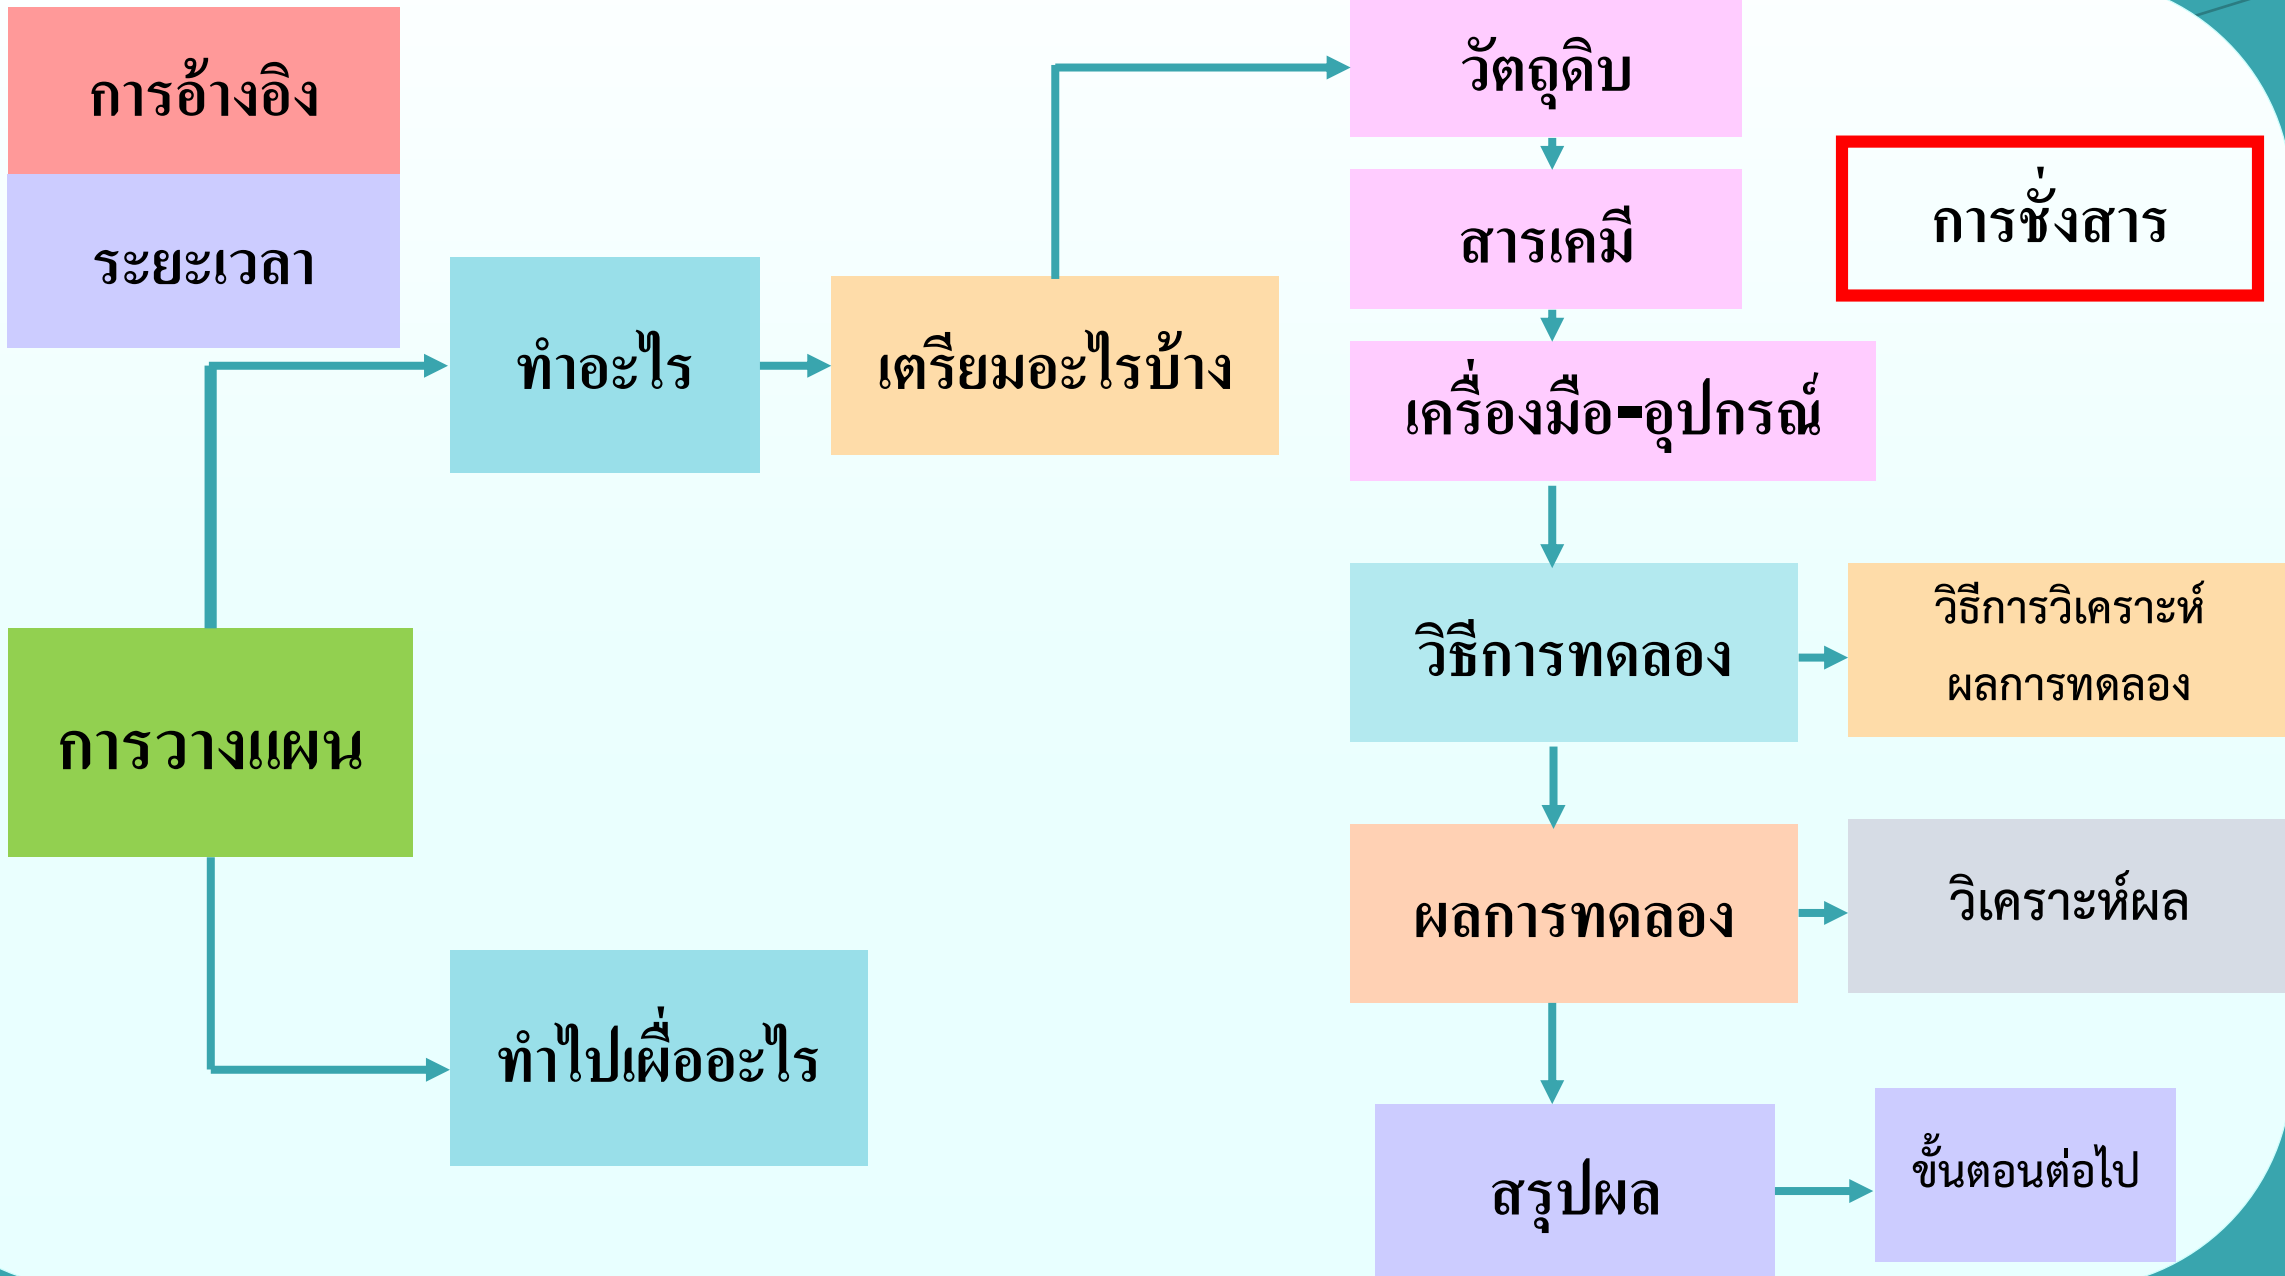 การอ้างอิง
ระยะเวลา
ทำอะไร
เตรียมอะไรบ้าง
วัตถุดิบ
สารเคมี
เครื่องมือ-อุปกรณ์
การชั่งสาร
วิธีการทดลอง
วิธีการวิเคราะห์
ผลการทดลอง
การวางแผน
ผลการทดลอง
วิเคราะห์ผล
ทำไปเผื่ออะไร
สรุปผล
ขั้นตอนต่อไป